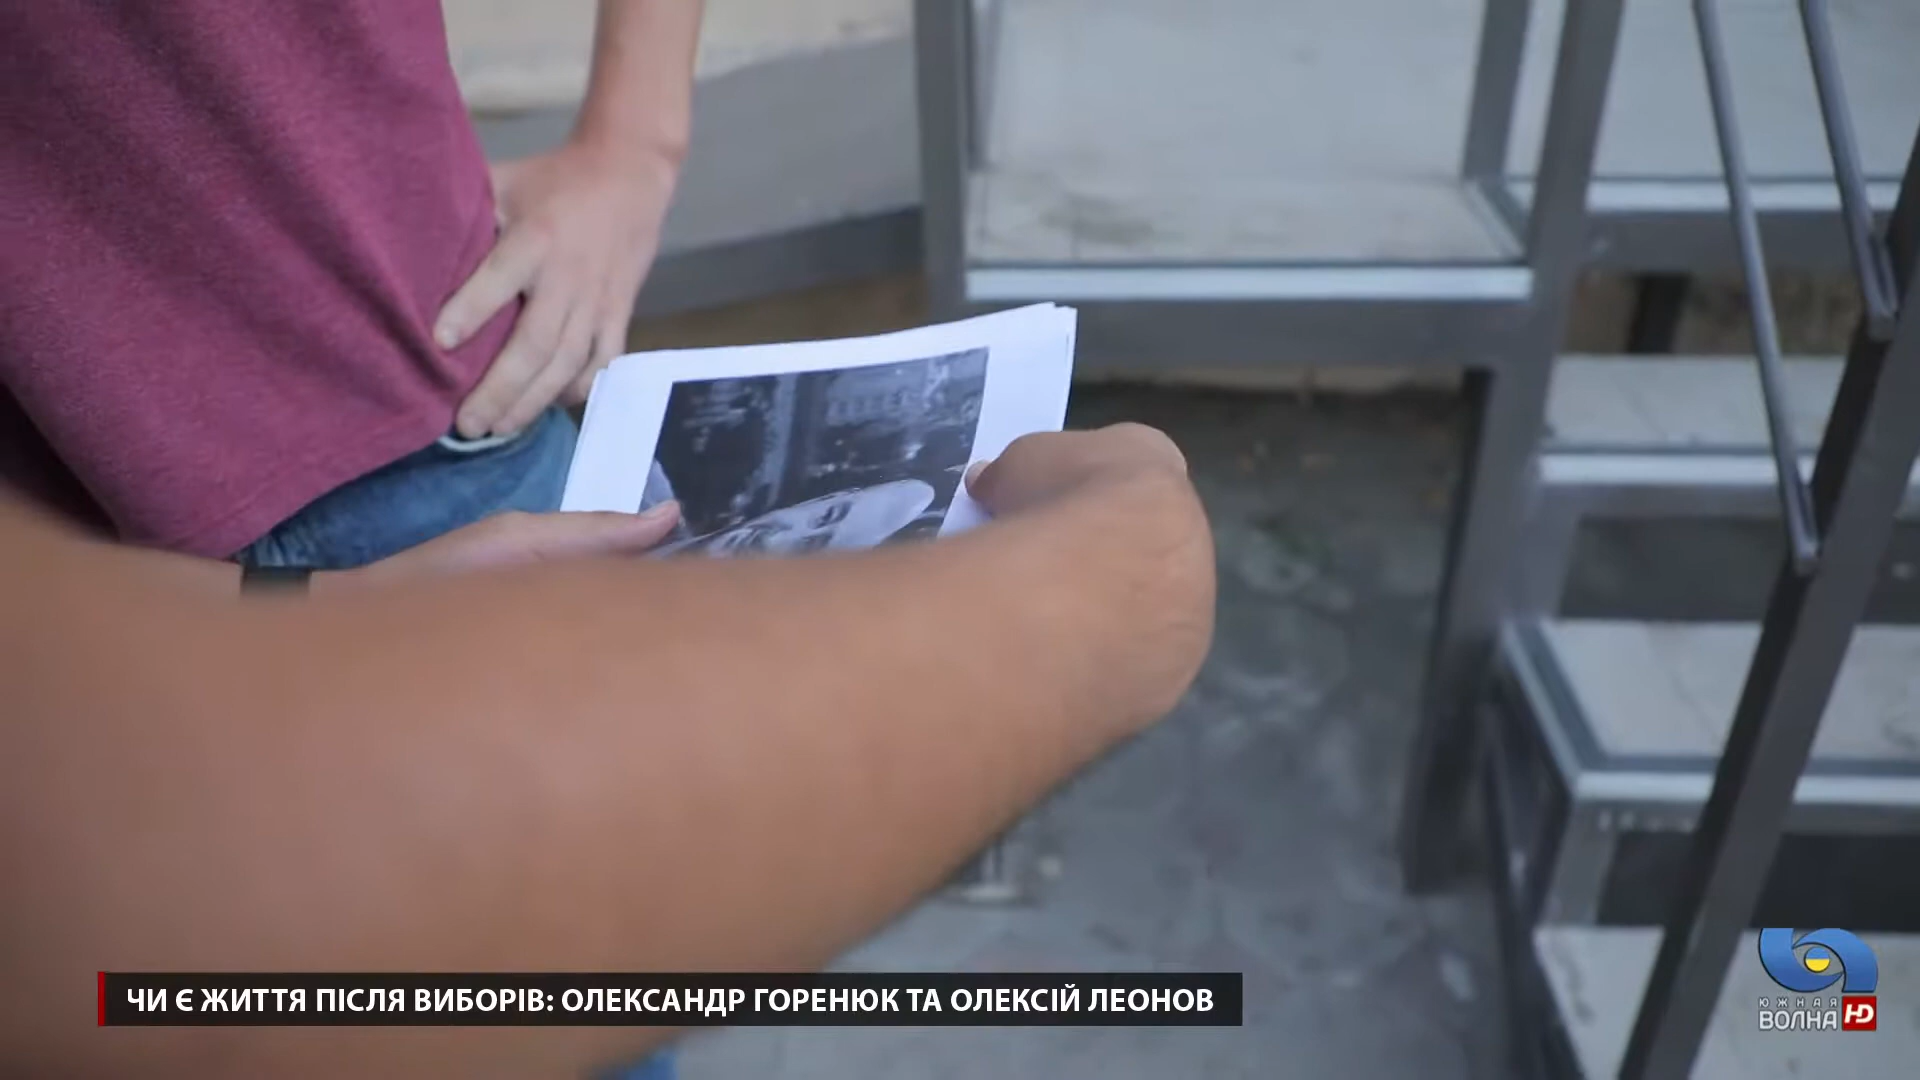 ЧИ Є ЖИТТЯ ПІСЛЯ ВИБОРІВ: ОЛЕКСАНДР ГОРЕНЮК ТА ОЛЕКСІЙ ЛЕОНОВ
ЮЖНАЯ
ВОЛНА HD